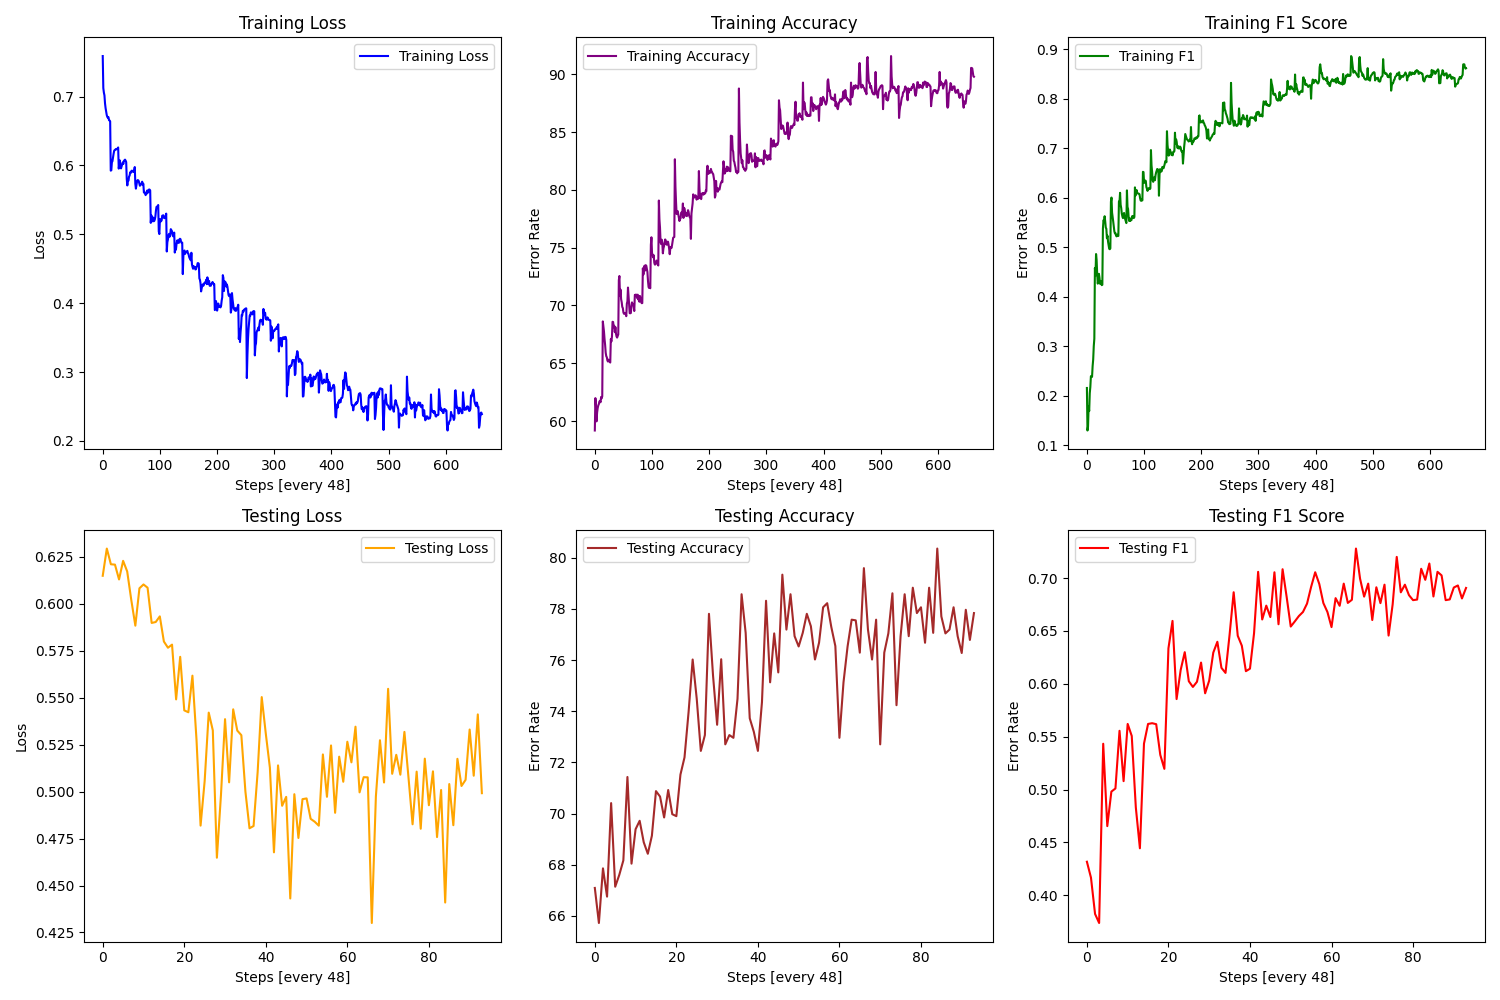 Training Loss
Training Loss
0.7
0.6
0.5
0.4
0.3
0.2
Loss
0 100 200 300 400 500 600
Steps [every 48]
Training Accuracy
Training Accuracy
90
85
80
75
70
65
60
Error Rate
0 100 200 300 400 500 600
Steps [every 48]
Training F1 Score
Training F1
0.9
0.8
0.7
0.6
0.5
0.4
0.3
0.2
0.1
Error Rate
0 100 200 300 400 500 600
Steps [every 48]
Testing Loss
Testing Loss
0.625
0.600
0.575
0.550
0.525
0.500
0.475
0.450
0.425
Loss
0 20 40 60 80
Steps [every 48]
Testing Accuracy
Testing Accuracy
80
78
76
74
72
70
68
66
Error Rate
0 20 40 60 80
Steps [every 48]
Testing F1 Score
Testing F1
0.70
0.65
0.60
0.55
0.50
0.45
0.40
Error Rate
0 20 40 60 80
Steps [every 48]